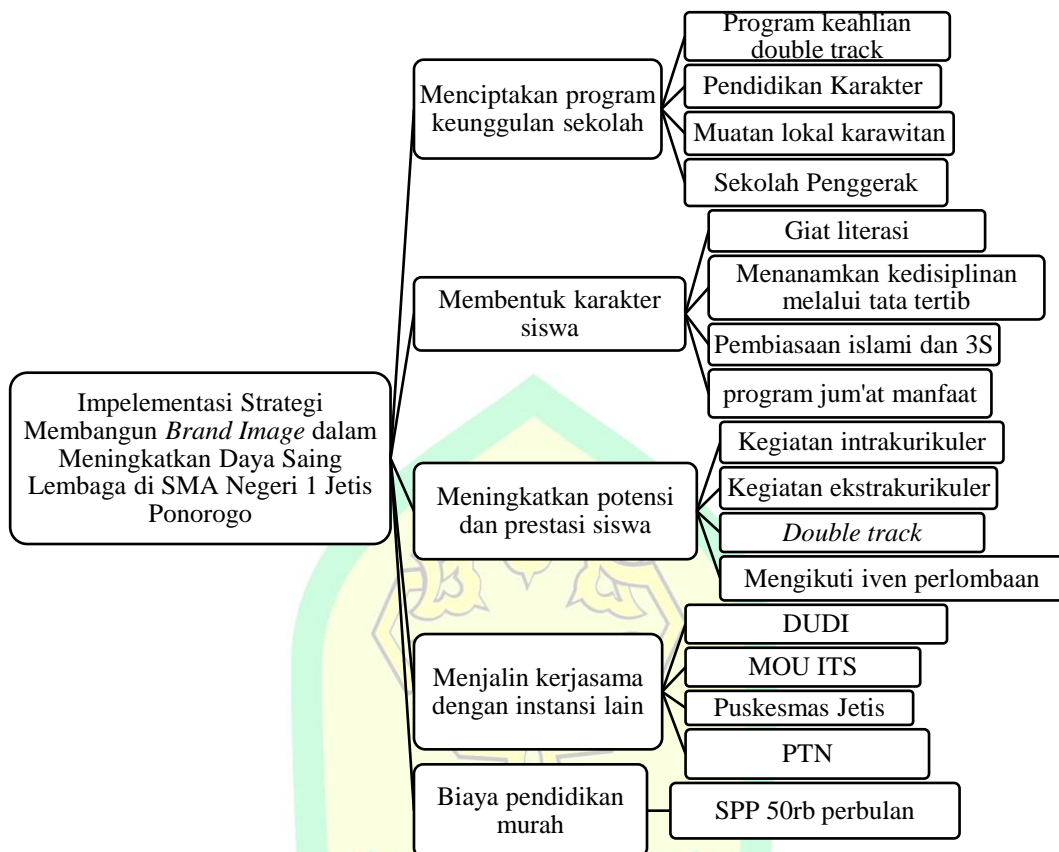 Impelementasi Strategi
Membangun Brand Image dalam
Meningkatkan Daya Saing
Lembaga di SMA Negeri 1 Jetis
Ponorogo
Menciptakan program
keunggulan sekolah
Program keahlian
double track
Pendidikan Karakter
Muatan lokal karawitan
Sekolah Penggerak
Membentuk karakter
siswa
Giat literasi
Menanamkan kedisiplinan
melalui tata tertib
Pembiasaan islami dan 3S
program jum'at manfaat
Meningkatkan potensi
dan prestasi siswa
Kegiatan intrakurikuler
Kegiatan ekstrakurikuler
Double track
Mengikuti iven perlombaan
Menjalin kerjasama
dengan instansi lain
DUDI
MOU ITS
Puskesmas Jetis
PTN
Biaya pendidikan
murah
SPP 50rb perbulan